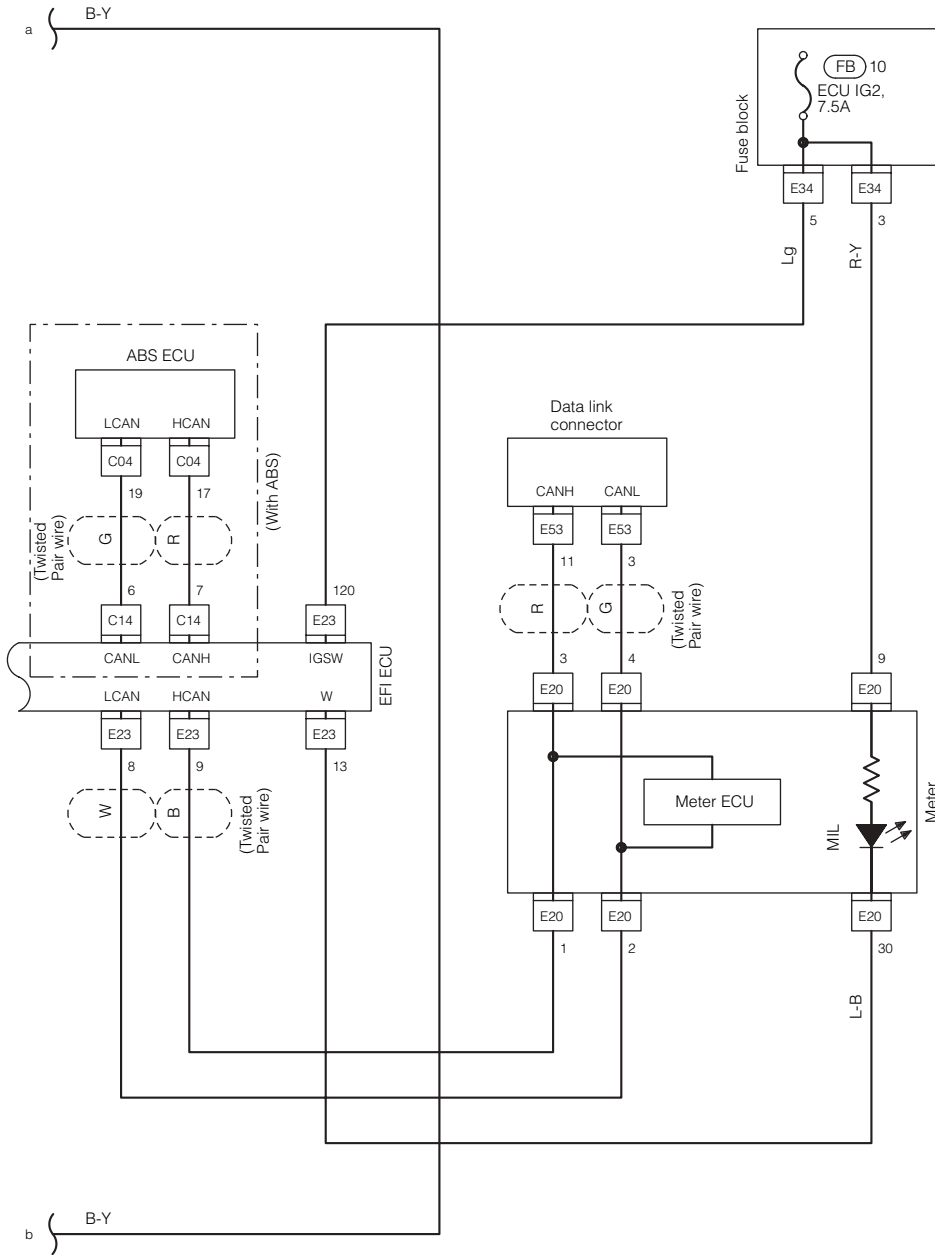 B-Y
a
FB 10
ECU IG2,
7.5A
Fuse block
E34 E34
5 3
Lg R-Y
ABS ECU
LCAN HCAN
C04 C04
19 17
(With ABS)
(Twisted
Pair wire)
G R
6 7 120
C14 C14 E23
CANL CANH IGSW
EFI ECU
LCAN HCAN W
E23 E23 E23
8 9 13
W B
(Twisted
Pair wire)
Data link
connector
CANH CANL
E53 E53
11 3
R G
(Twisted
Pair wire)
3 4 9
E20 E20 E20
Meter ECU
MIL
Meter
E20 E20 E20
1 2 30
L-B
B-Y
b